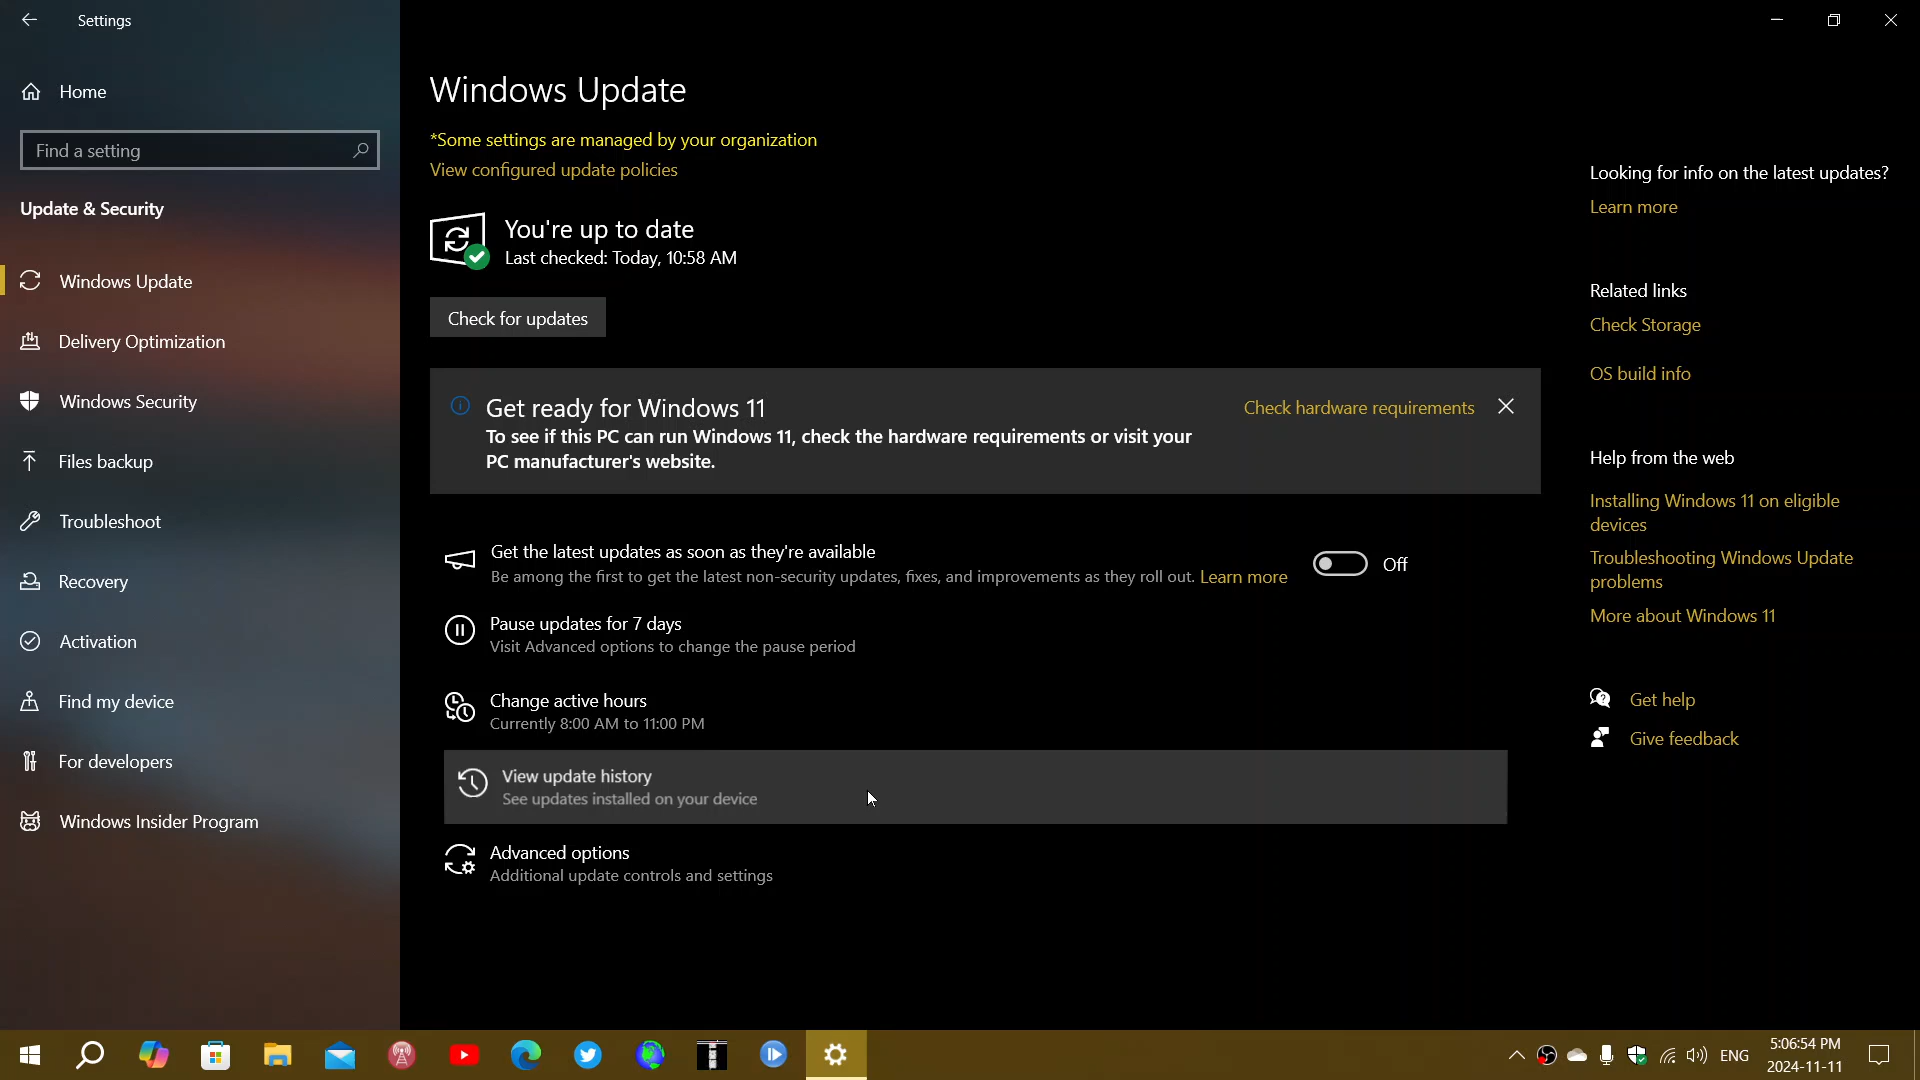 Settings
Home
Find a setting
Update & Security
Windows Update
Delivery Optimization
Windows Security
Files backup
Troubleshoot
Recovery
Activation
Find my device
For developers
Windows Insider Program
Windows Update
*Some settings are managed by your organization
View configured update policies
You're up to date
Last checked: Today, 10:58 AM
Check for updates
Get ready for Windows 11
Check hardware requirements
To see if this PC can run Windows 11, check the hardware requirements or visit your
PC manufacturer's website.
Get the latest updates as soon as they're available
Be among the first to get the latest non-security updates, fixes, and improvements as they roll out. Learn more
Off
Pause updates for 7 days
Visit Advanced options to change the pause period
Change active hours
Currently 8:00 AM to 11:00 PM
View update history
See updates installed on your device
Advanced options
Additional update controls and settings
Looking for info on the latest updates?
Learn more
Related links
Check Storage
OS build info
Help from the web
Installing Windows 11 on eligible
devices
Troubleshooting Windows Update
problems
More about Windows 11
Get help
Give feedback
ENG
5:06:54 PM
2024-11-11